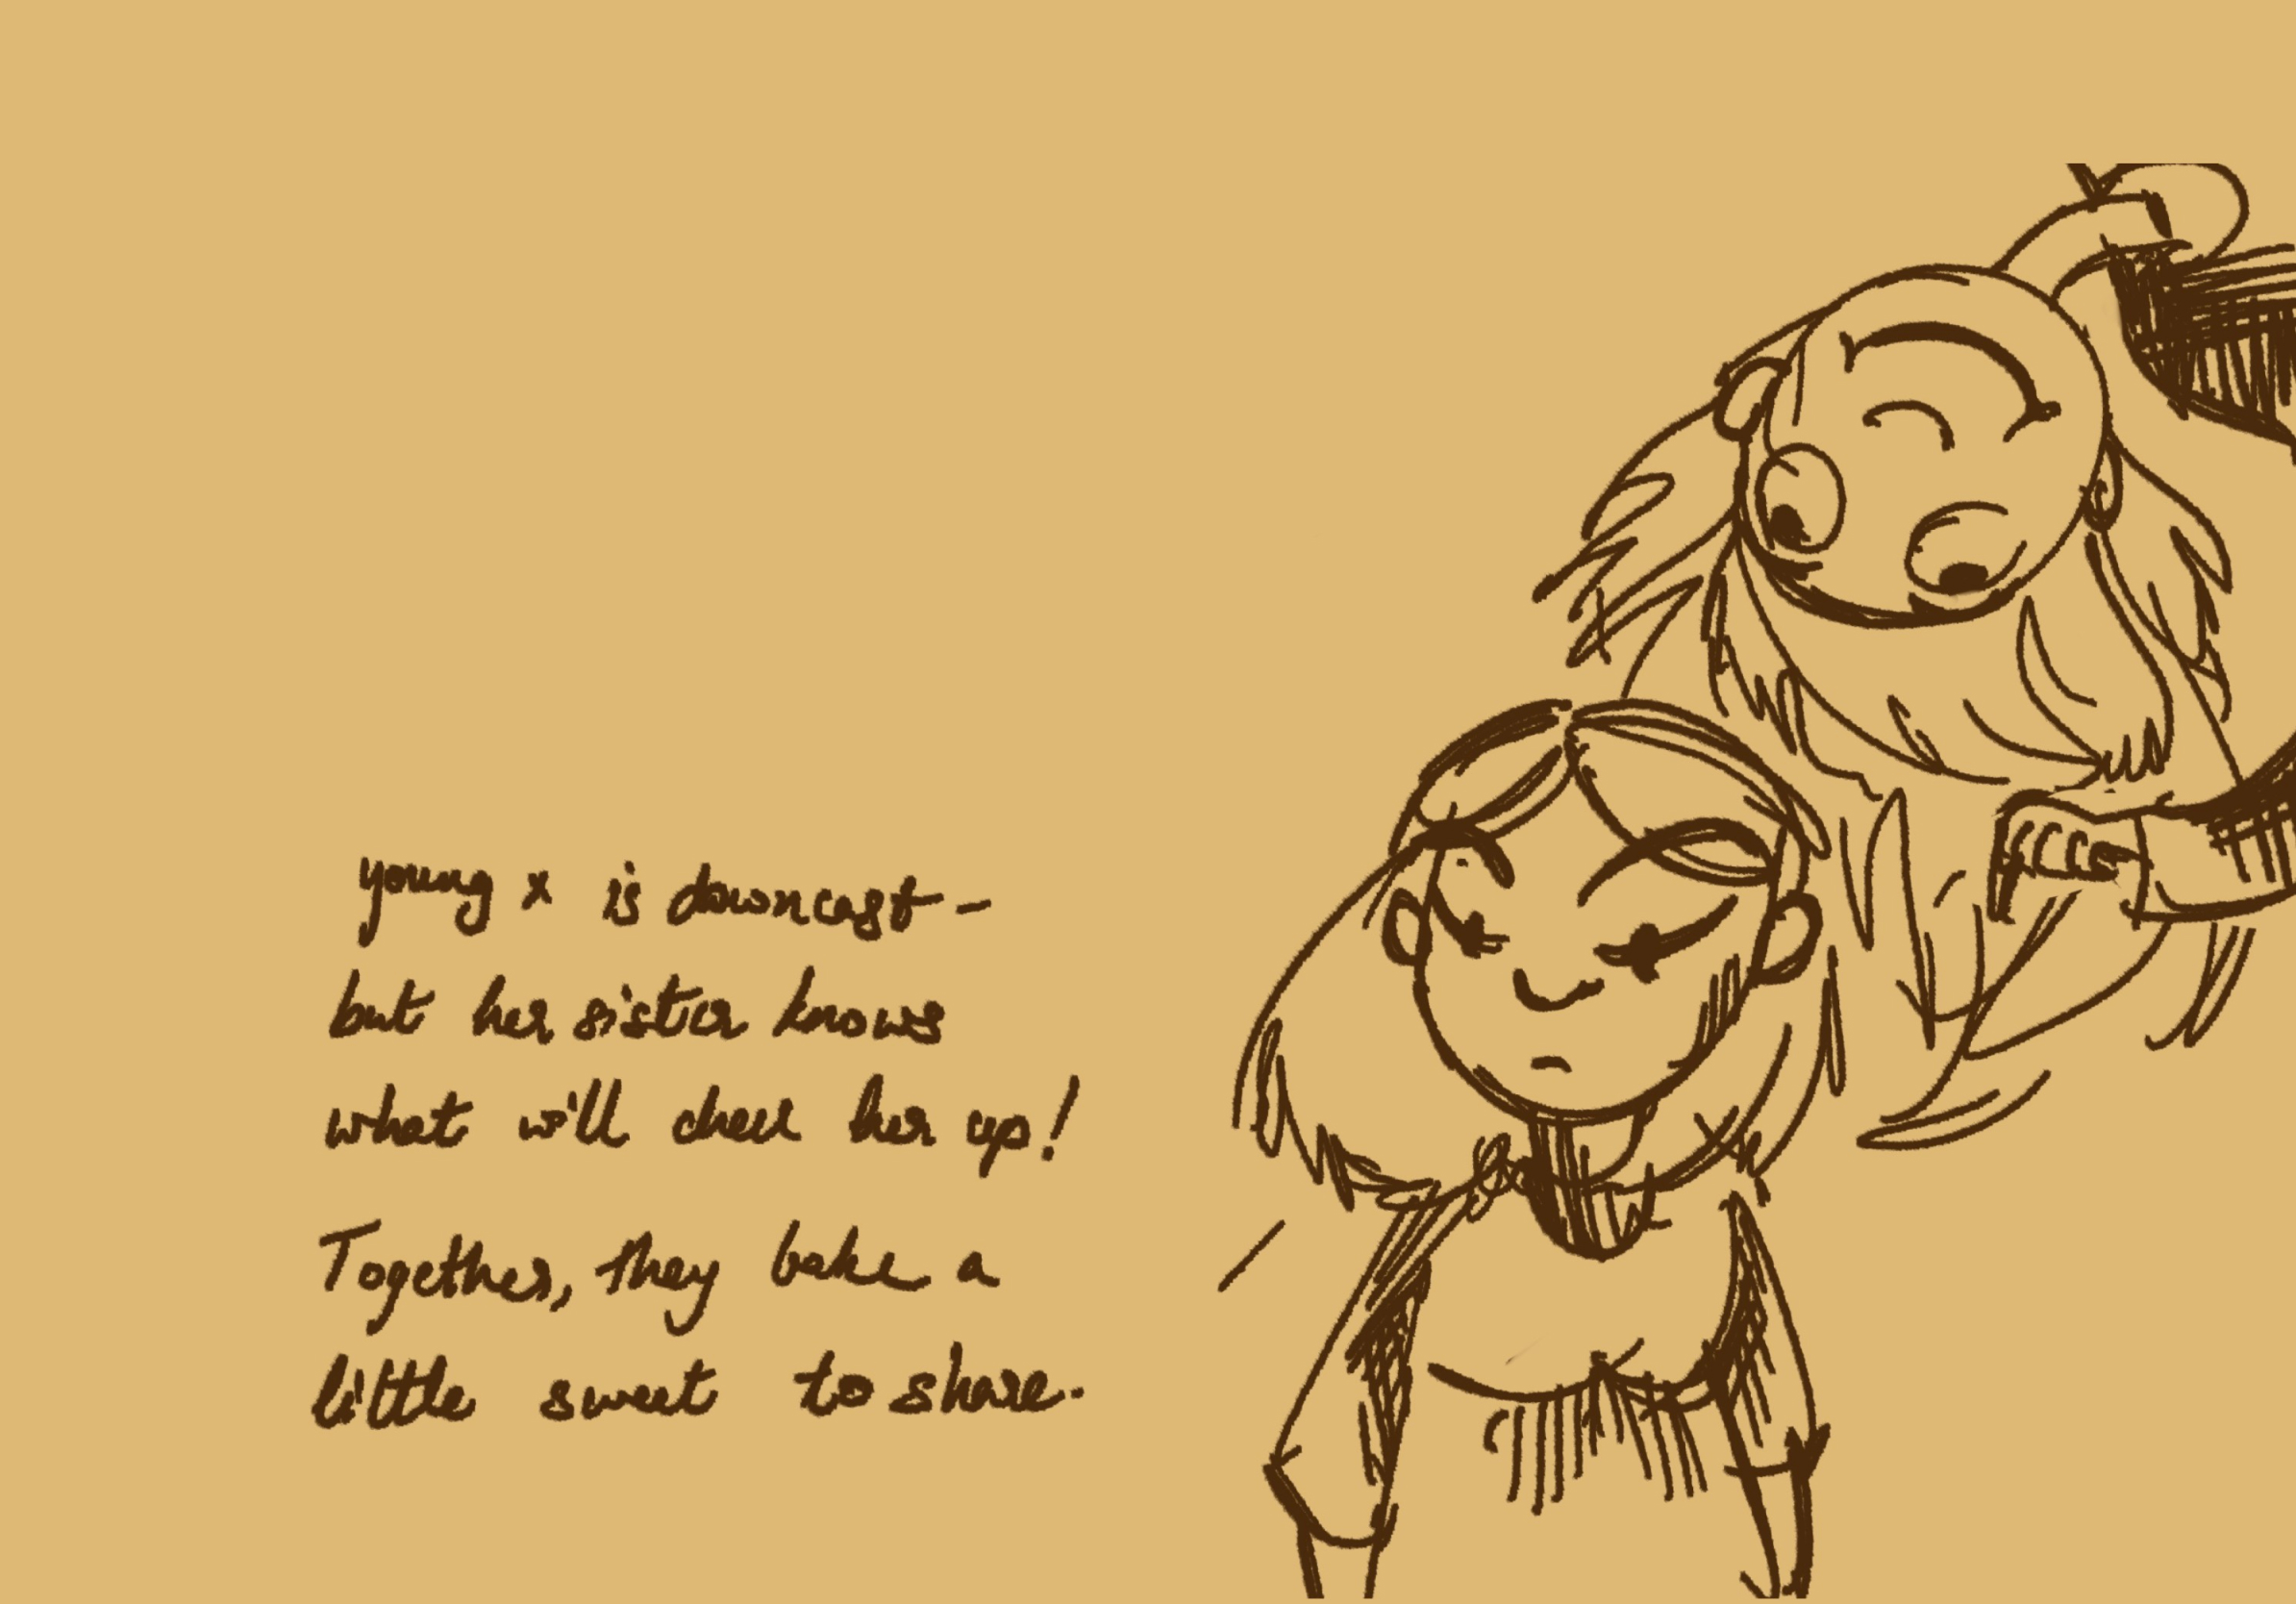 young x is downcast -
but her sister knows
what will cheer her up!
Together, they bake a
little sweet to share.